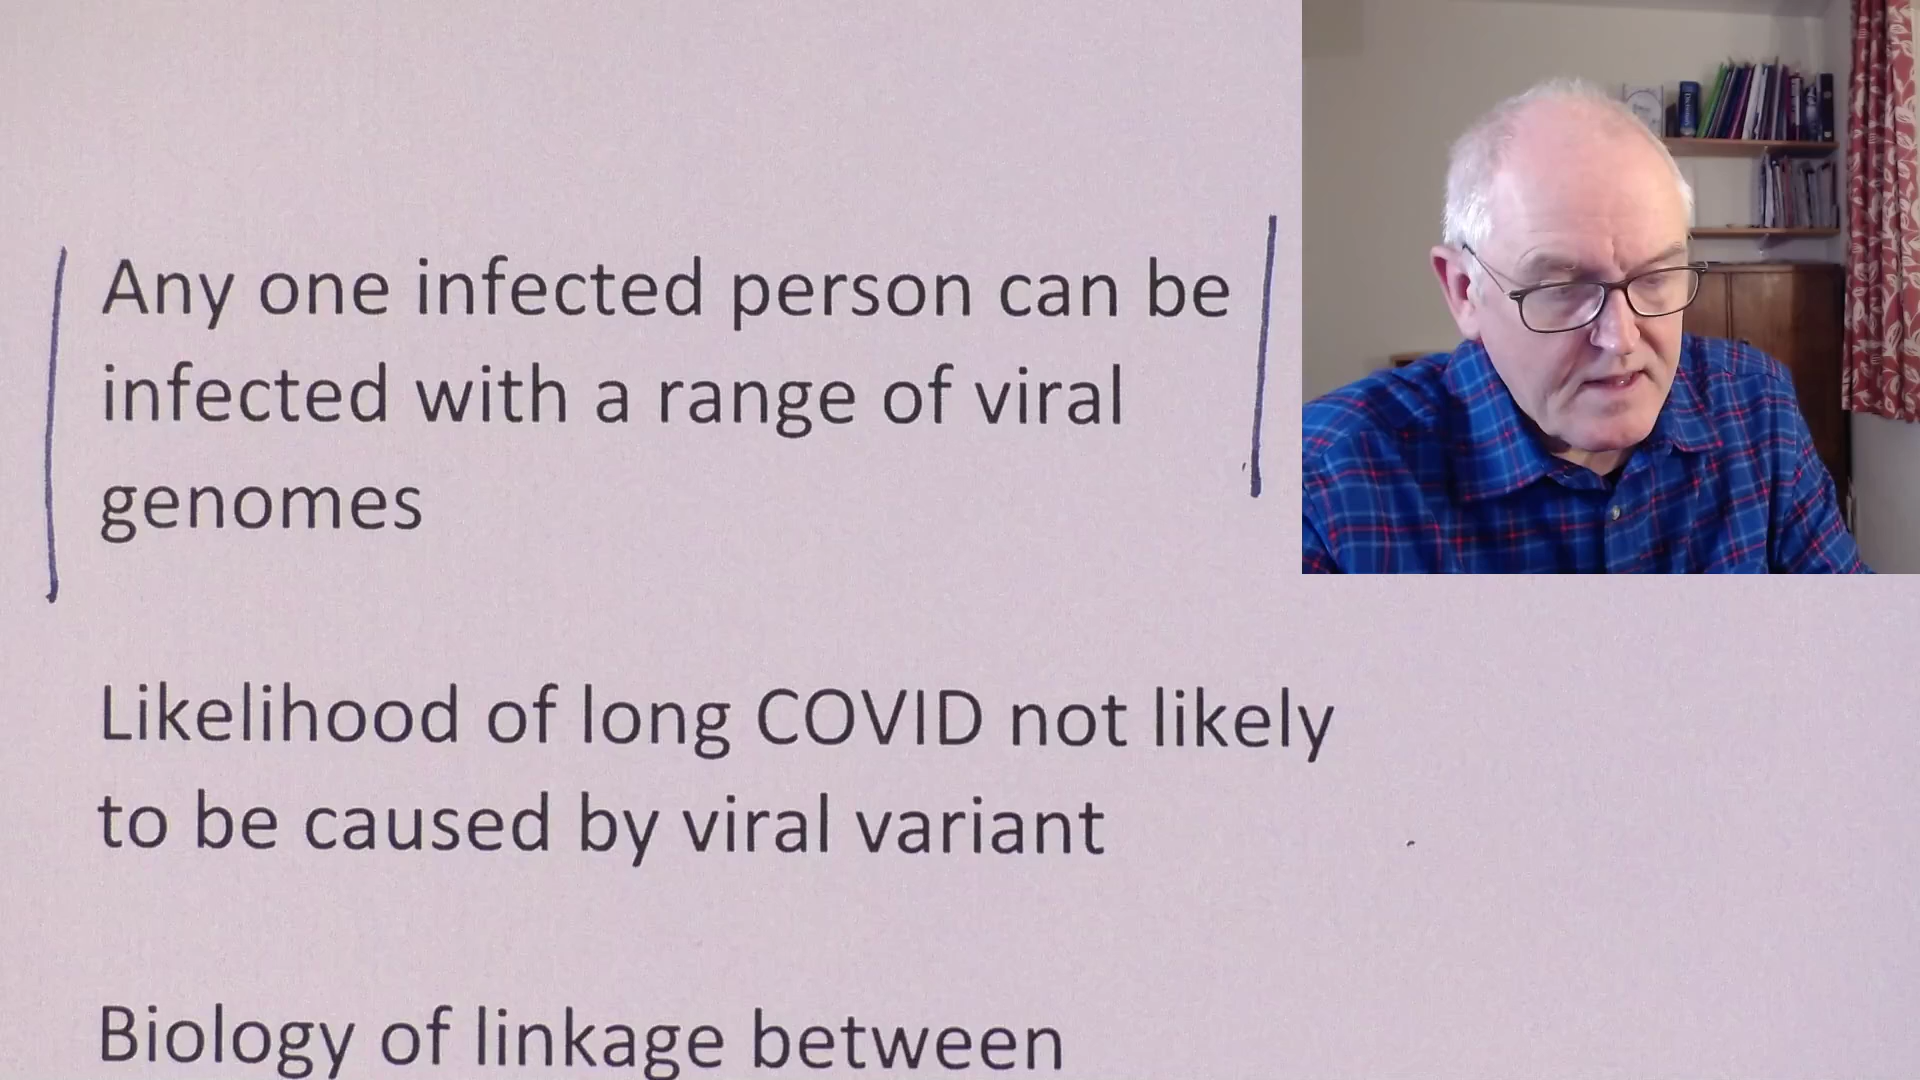 Any one infected person can be
infected with a range of viral
genomes
Likelihood of long COVID not likely
to be caused by viral variant
Biology of linkage between